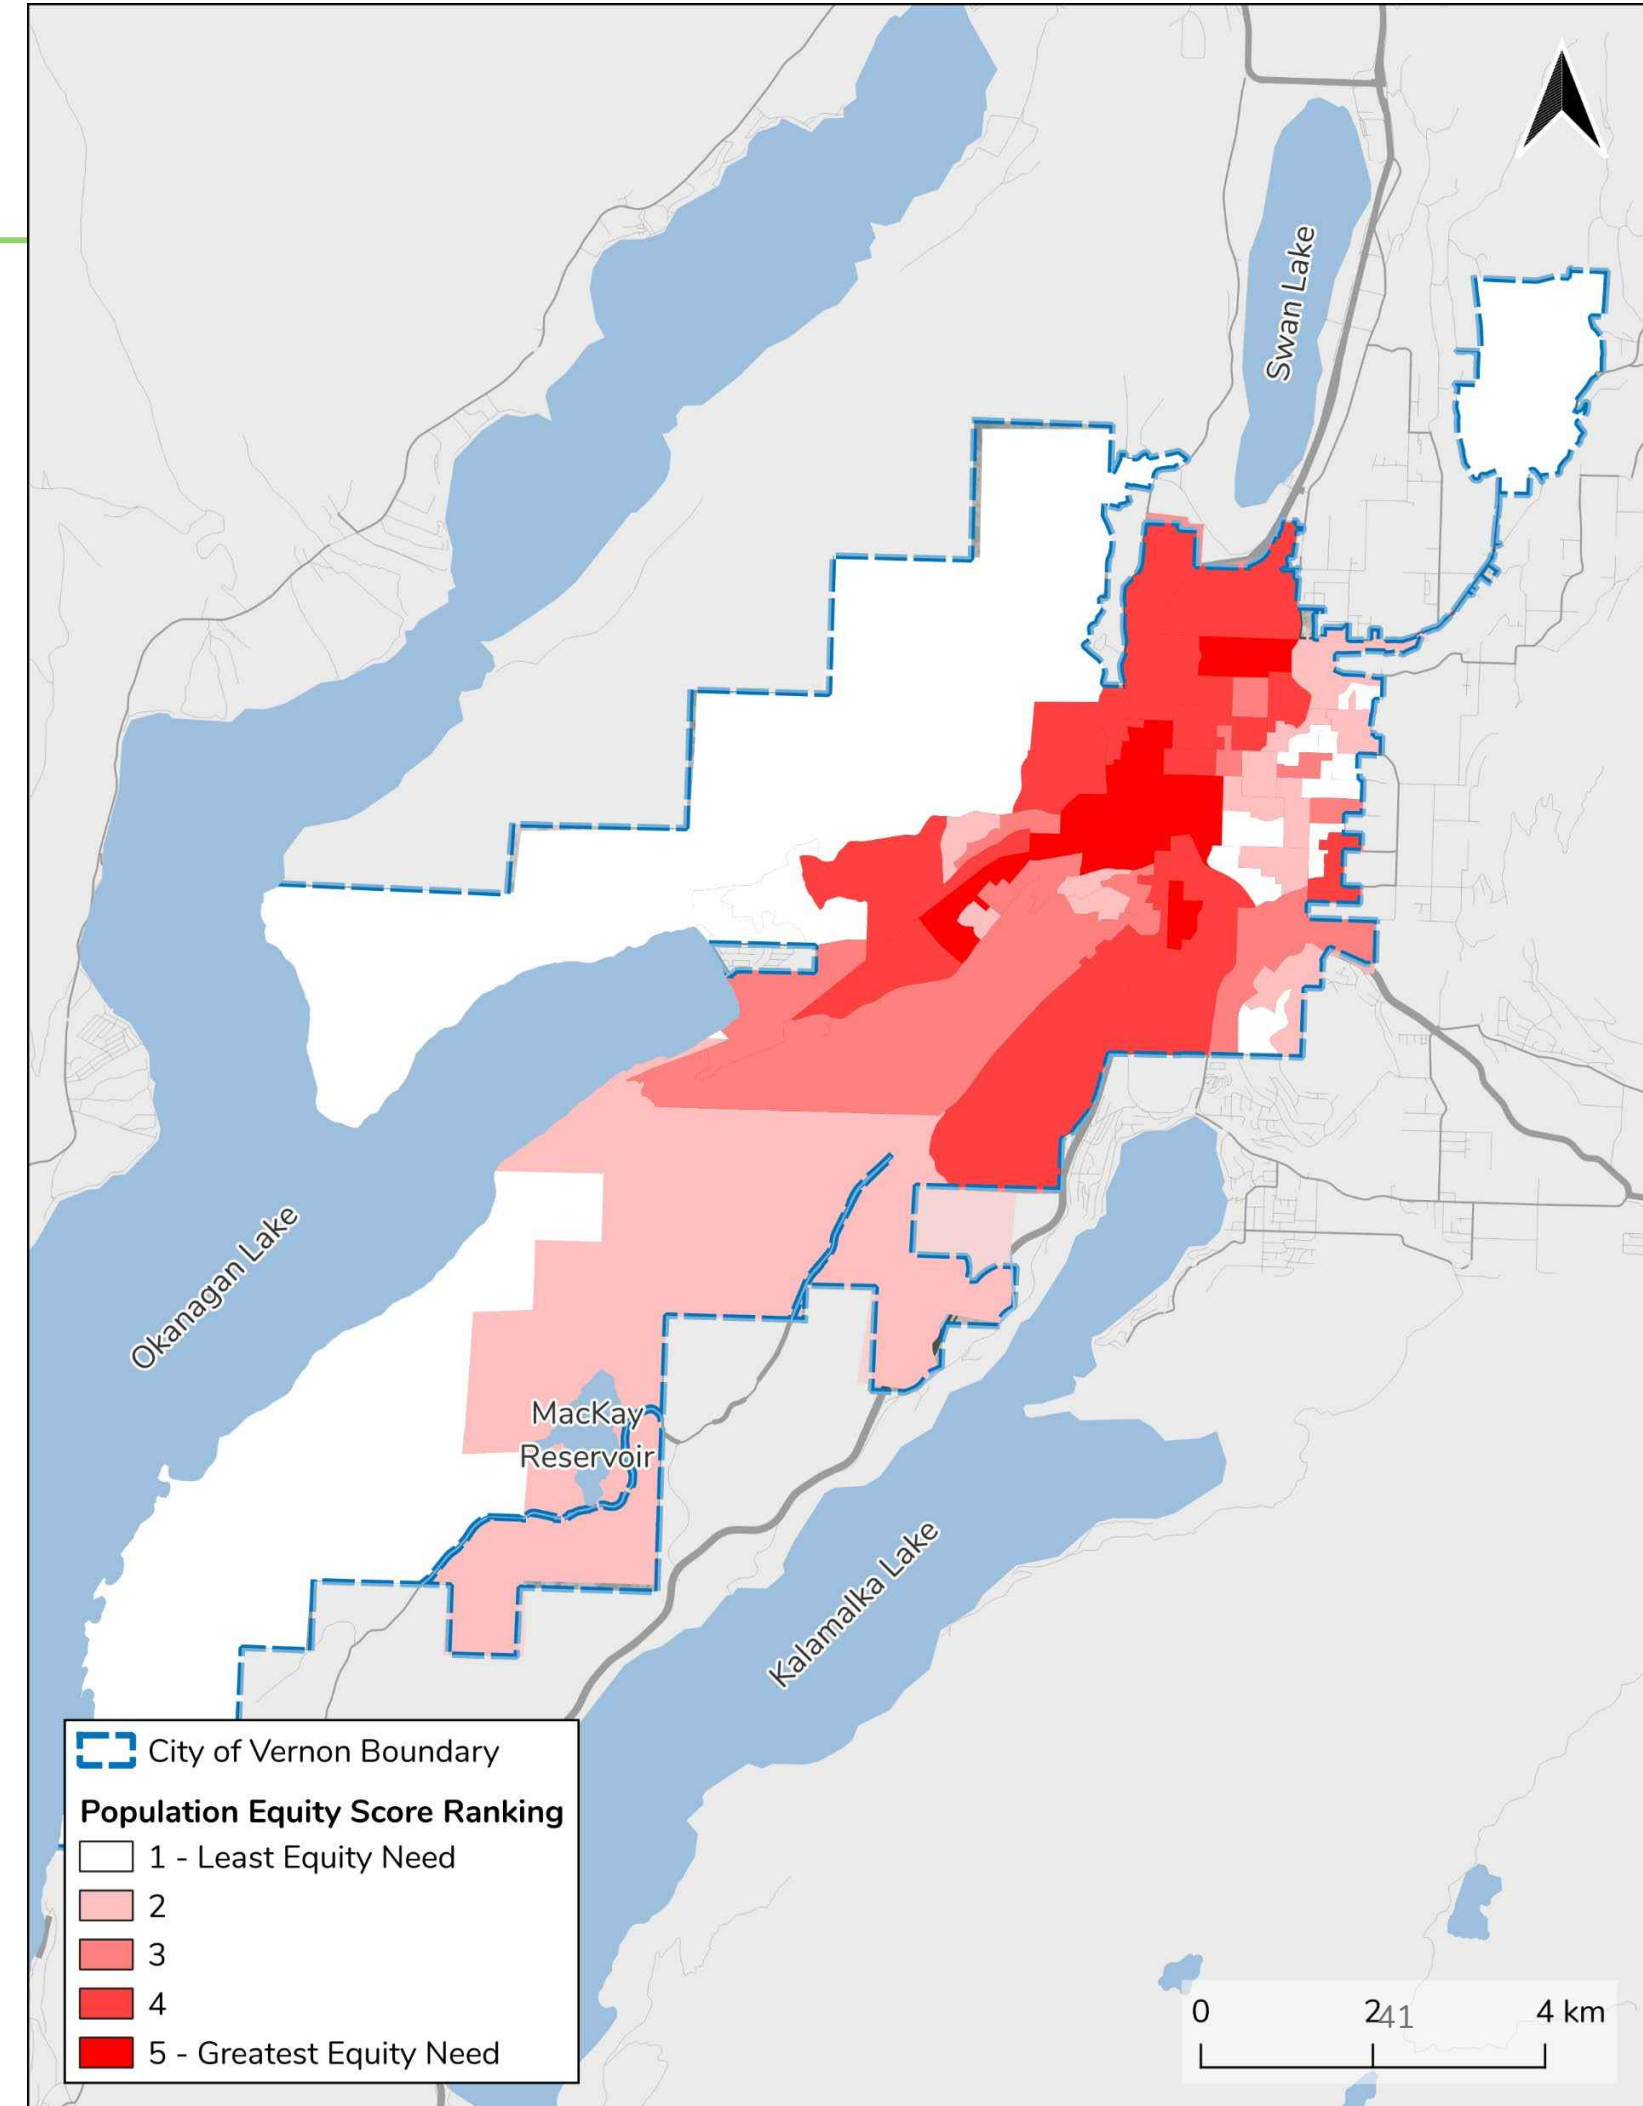 Swan Lake
Okanagan Lake
MacKay
Reservoir
Kalamalka Lake
City of Vernon Boundary
Population Equity Score Ranking
1 - Least Equity Need
2
3
4
5 - Greatest Equity Need
0 2 4 km
41